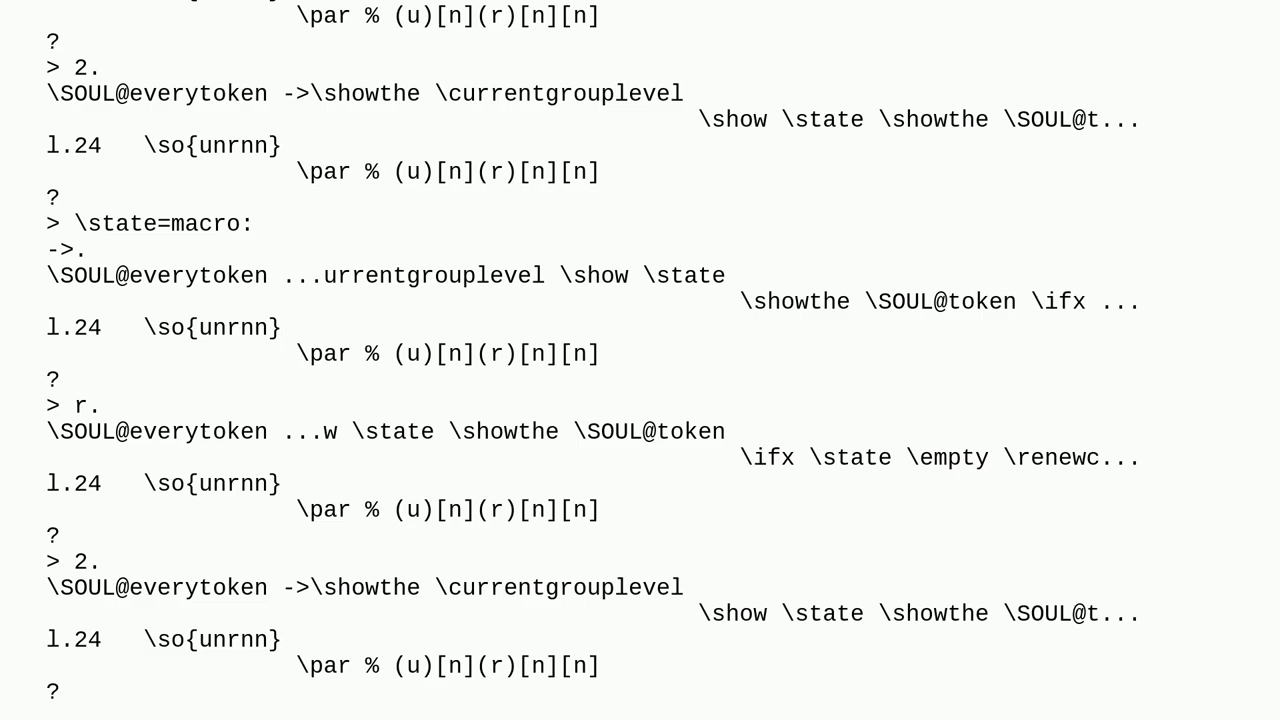 \par % (u)[n](r)[n][n]
?
> 2.
\SOUL@everytoken ->\showthe \currentgrouplevel
\show \state \showthe \SOUL@t...
l.24   \so{unrnn}
\par % (u)[n](r)[n][n]
?
> \state=macro:
->.
\SOUL@everytoken ...urrentgrouplevel \show \state
\showthe \SOUL@token \ifx ...
l.24   \so{unrnn}
\par % (u)[n](r)[n][n]
?
> r.
\SOUL@everytoken ...w \state \showthe \SOUL@token
\ifx \state \empty \renewc...
l.24   \so{unrnn}
\par % (u)[n](r)[n][n]
?
> 2.
\SOUL@everytoken ->\showthe \currentgrouplevel
\show \state \showthe \SOUL@t...
l.24   \so{unrnn}
\par % (u)[n](r)[n][n]
?